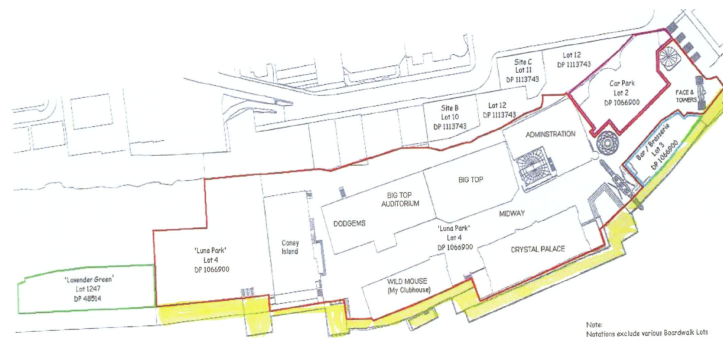 Site C
Lot 11
DP 1113743
Lot 12
DP 1113743
Site B
Lot 10
DP 1113743
Lot 12
DP 1113743
Car Park
Lot 2
DP 1066900
FACE &
TOWERS
Bar / Brasserie
Lot 3
DP 1066900
ADMINSTRATION
BIG TOP
BIG TOP
AUDITORIUM
DODGEMS
MIDWAY
'Luna Park'
Lot 4
DP 1066900
CRYSTAL PALACE
Coney
Island
'Luna Park'
Lot 4
DP 1066900
WILD MOUSE
(My Clubhouse)
'Lavender Green'
Lot 1247
DP 48514
Note:
Notations exclude various Boardwalk Lots